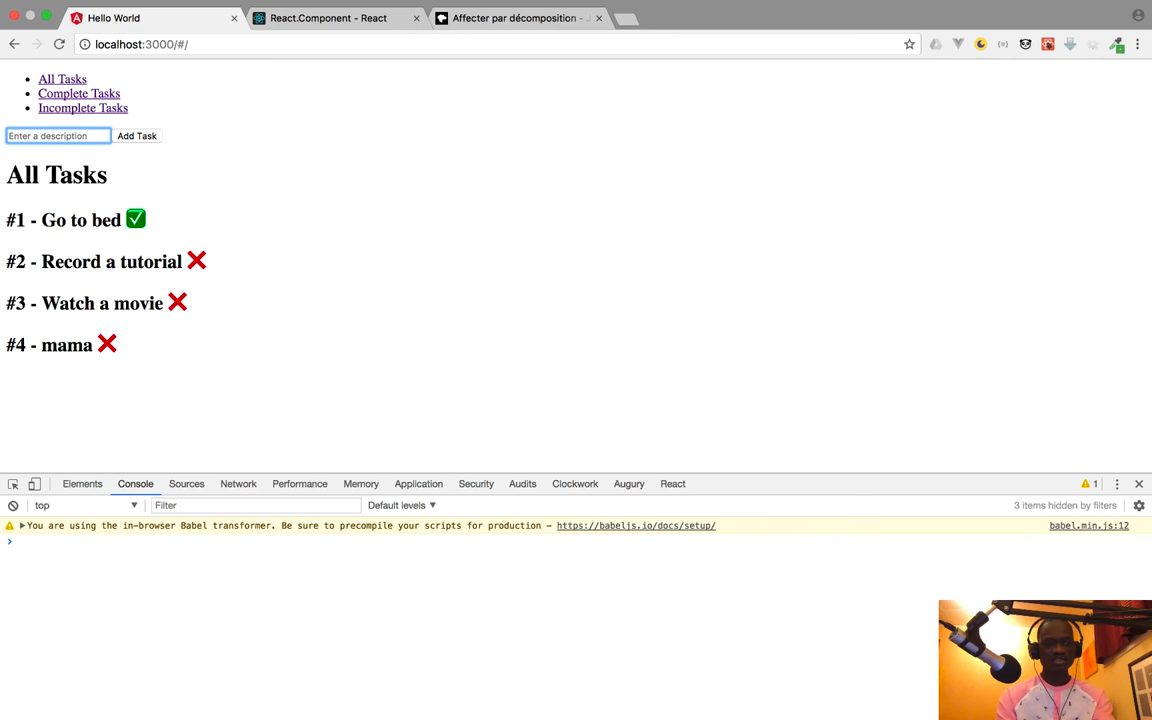 Hello World
React.Component - React
Affecter par décomposition -
localhost:3000/#/
All Tasks
Complete Tasks
Incomplete Tasks
Enter a description
Add Task
All Tasks
#1 - Go to bed ✅
#2 - Record a tutorial ❌
#3 - Watch a movie ❌
#4 - mama ❌
Elements Console Sources Network Performance Memory Application Security Audits Clockwork Augury React
1
top
Filter
Default levels ▼
3 items hidden by filters
You are using the in-browser Babel transformer. Be sure to precompile your scripts for production – https://babeljs.io/docs/setup/
babel.min.js:12